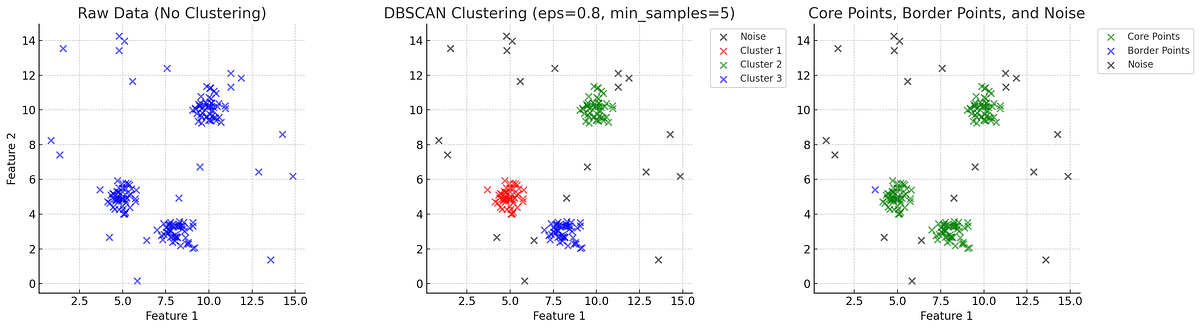 Raw Data (No Clustering)
14
12
10
8
6
4
2
0
Feature 2
2.5 5.0 7.5 10.0 12.5 15.0
Feature 1
DBSCAN Clustering (eps=0.8, min_samples=5)
14
12
10
8
6
4
2
0
2.5 5.0 7.5 10.0 12.5 15.0
Feature 1
Noise
Cluster 1
Cluster 2
Cluster 3
Core Points, Border Points, and Noise
14
12
10
8
6
4
2
0
2.5 5.0 7.5 10.0 12.5 15.0
Feature 1
Core Points
Border Points
Noise